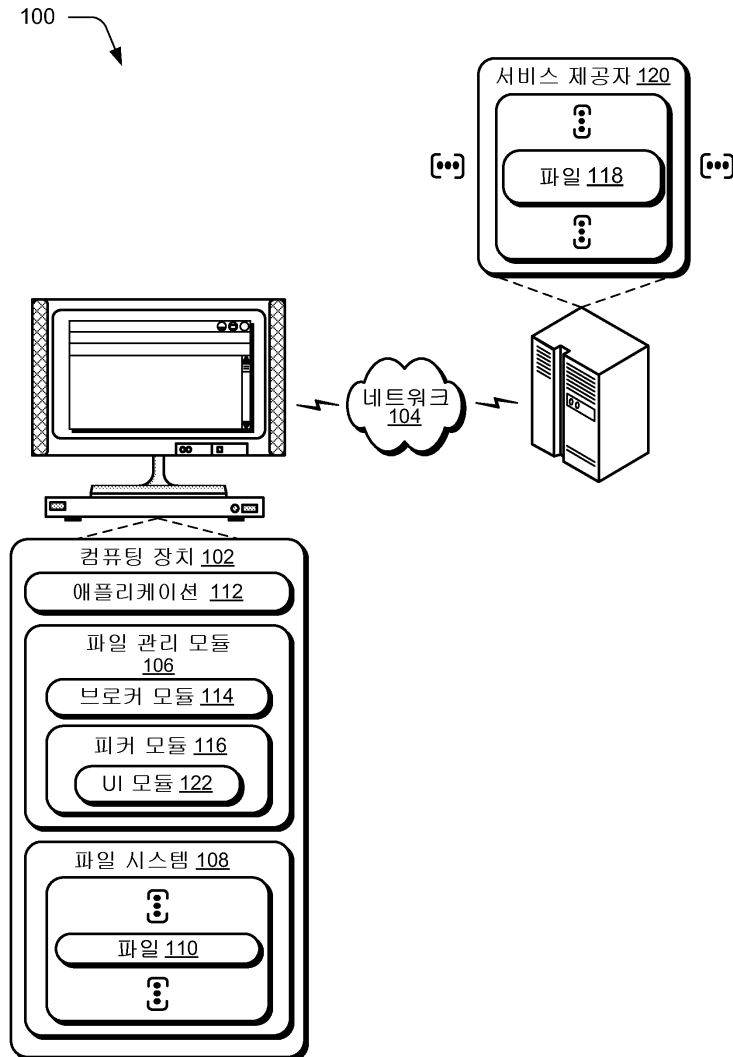 100
서비스 제공자 120
파일 118
네트워크
104
컴퓨팅 장치 102
애플리케이션 112
파일 관리 모듈
106
브로커 모듈 114
피커 모듈 116
UI 모듈 122
파일 시스템 108
파일 110